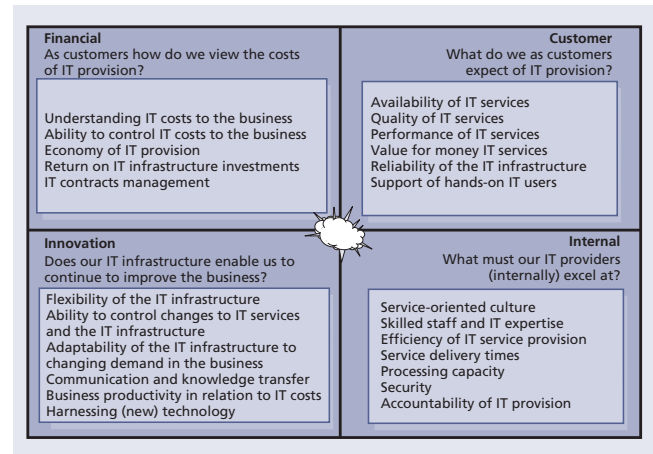 Financial
As customers how do we view the costs
of IT provision?
Understanding IT costs to the business
Ability to control IT costs to the business
Economy of IT provision
Return on IT infrastructure investments
IT contracts management
Customer
What do we as customers
expect of IT provision?
Availability of IT services
Quality of IT services
Performance of IT services
Value for money IT services
Reliability of the IT infrastructure
Support of hands-on IT users
Innovation
Does our IT infrastructure enable us to
continue to improve the business?
Flexibility of the IT infrastructure
Ability to control changes to IT services
and the IT infrastructure
Adaptability of the IT infrastructure to
changing demand in the business
Communication and knowledge transfer
Business productivity in relation to IT costs
Harnessing (new) technology
Internal
What must our IT providers
(internally) excel at?
Service-oriented culture
Skilled staff and IT expertise
Efficiency of IT service provision
Service delivery times
Processing capacity
Security
Accountability of IT provision